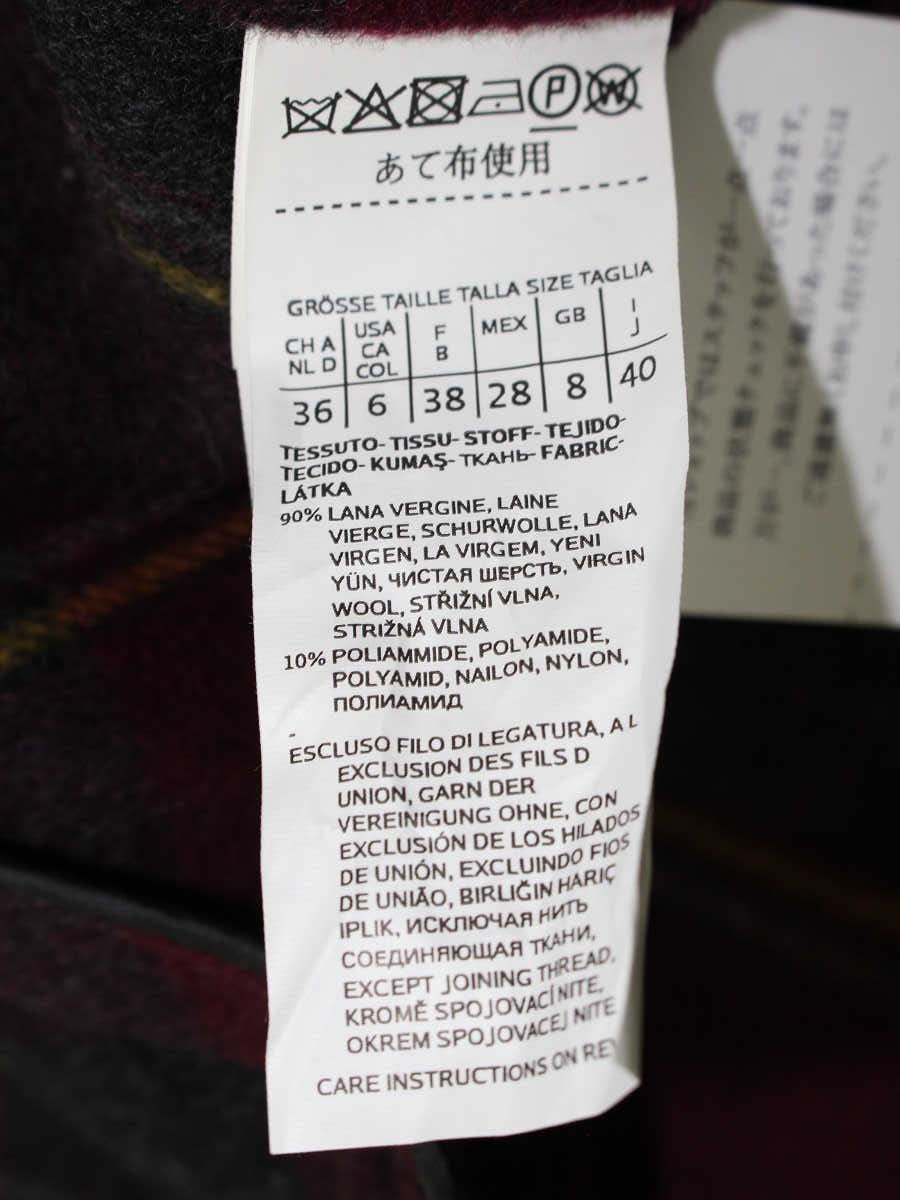 P W
あて布使用
GRÖSSE TAILLE TALLA SIZE TAGLIA
CH A NL D USA CA COL F B MEX GB I J
36 6 38 28 8 40
TESSUTO-TISSU-STOFF-TEJIDO-
TECIDO-KUMAŞ-ТКАНЬ-FABRIC-
LÁTKA
90% LANA VERGINE, LAINE
VIERGE, SCHURWOLLE, LANA
VIRGEN, LA VIRGEM, YENI
YÜN, ЧИСТАЯ ШЕРСТЬ, VIRGIN
WOOL, STŘIŽNÍ VLNA,
STRIŽNÁ VLNA
10% POLIAMMIDE, POLYAMIDE,
POLYAMID, NAILON, NYLON,
ПОЛИАМИД
-
ESCLUSO FILO DI LEGATURA, A L
EXCLUSION DES FILS D
UNION, GARN DER
VEREINIGUNG OHNE, CON
EXCLUSIÓN DE LOS HILADOS
DE UNIÓN, EXCLUINDO FIOS
DE UNIÃO, BIRLIĞIN HARIÇ
IPLIK, ИСКЛЮЧАЯ НИТЬ
СОЕДИНЯЮЩАЯ ТКАНИ,
EXCEPT JOINING THREAD,
KROMĚ SPOJOVACÍ NITE,
OKREM SPOJOVACEJ NITE
CARE INSTRUCTIONS ON RE